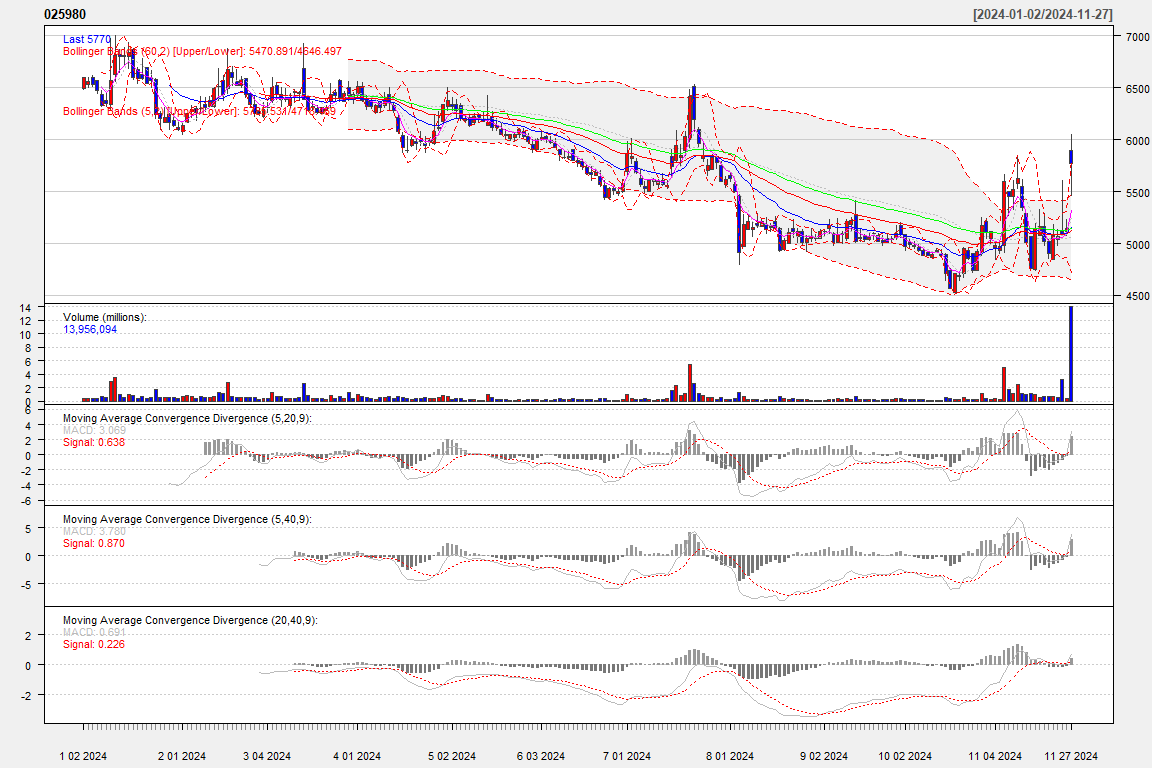 025980
[2024-01-02/2024-11-27]
Last 5770
Bollinger Bands (60,2) [Upper/Lower]: 5470.891/4646.497
Bollinger Bands (5,2) [Upper/Lower]:
7000
6500
6000
5500
5000
4500
Volume (millions):
13,956,094
14
12
10
8
6
4
2
0
Moving Average Convergence Divergence (5,20,9):
MACD: 3.069
Signal: 0.638
6
4
2
0
-2
-4
-6
Moving Average Convergence Divergence (5,40,9):
MACD: 3.780
Signal: 0.870
5
0
-5
Moving Average Convergence Divergence (20,40,9):
MACD: 0.691
Signal: 0.226
2
0
-2
1 02 2024
2 01 2024
3 04 2024
4 01 2024
5 02 2024
6 03 2024
7 01 2024
8 01 2024
9 02 2024
10 02 2024
11 04 2024
11 27 2024